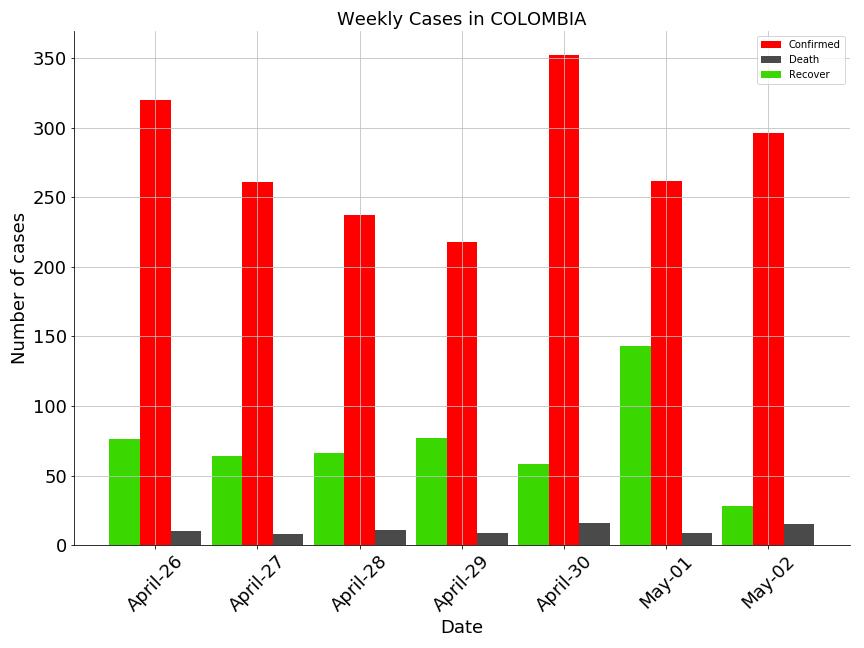 Weekly Cases in COLOMBIA
Confirmed
Death
Recover
Number of cases
350
300
250
200
150
100
50
0
April-26
April-27
April-28
April-29
April-30
May-01
May-02
Date